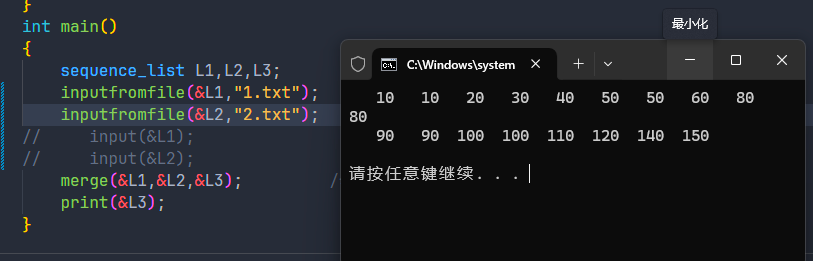 }
int main()
{
    sequence_list L1,L2,L3;
    inputfromfile(&L1,"1.txt");
    inputfromfile(&L2,"2.txt");
//    input(&L1);
//    input(&L2);
    merge(&L1,&L2,&L3);        /
    print(&L3);
}
最小化
C:\Windows\system
10   10   20   30   40   50   50   60   80
80
90   90  100  100  110  120  140  150
请按任意键继续. . .